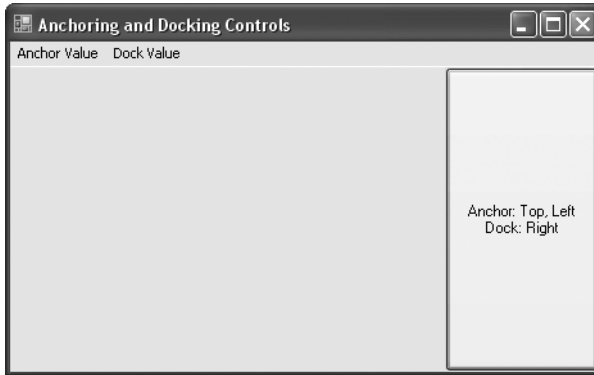 Anchoring and Docking Controls
Anchor Value Dock Value
Anchor: Top, Left
Dock: Right